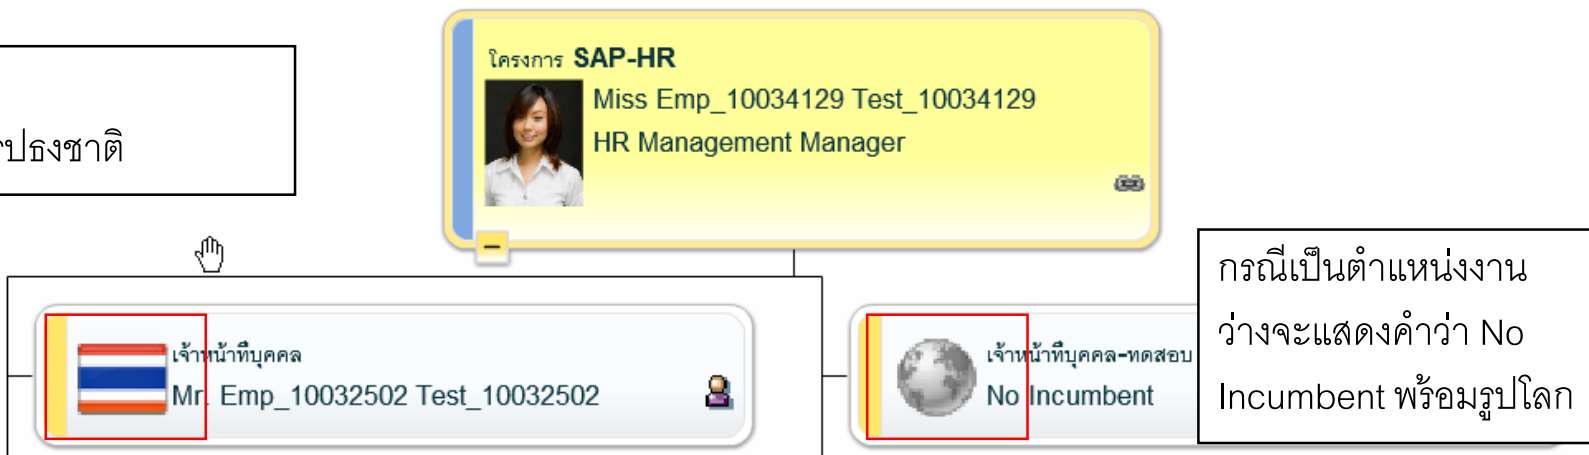 โครงการ SAP-HR
Miss Emp_10034129 Test_10034129
HR Management Manager
รูปธงชาติ
เจ้าหน้าที่บุคคล
Mr. Emp_10032502 Test_10032502
เจ้าหน้าที่บุคคล-ทดสอบ
No Incumbent
กรณีเป็นตำแหน่งงาน
ว่างจะแสดงคำว่า No
Incumbent พร้อมรูปโลก